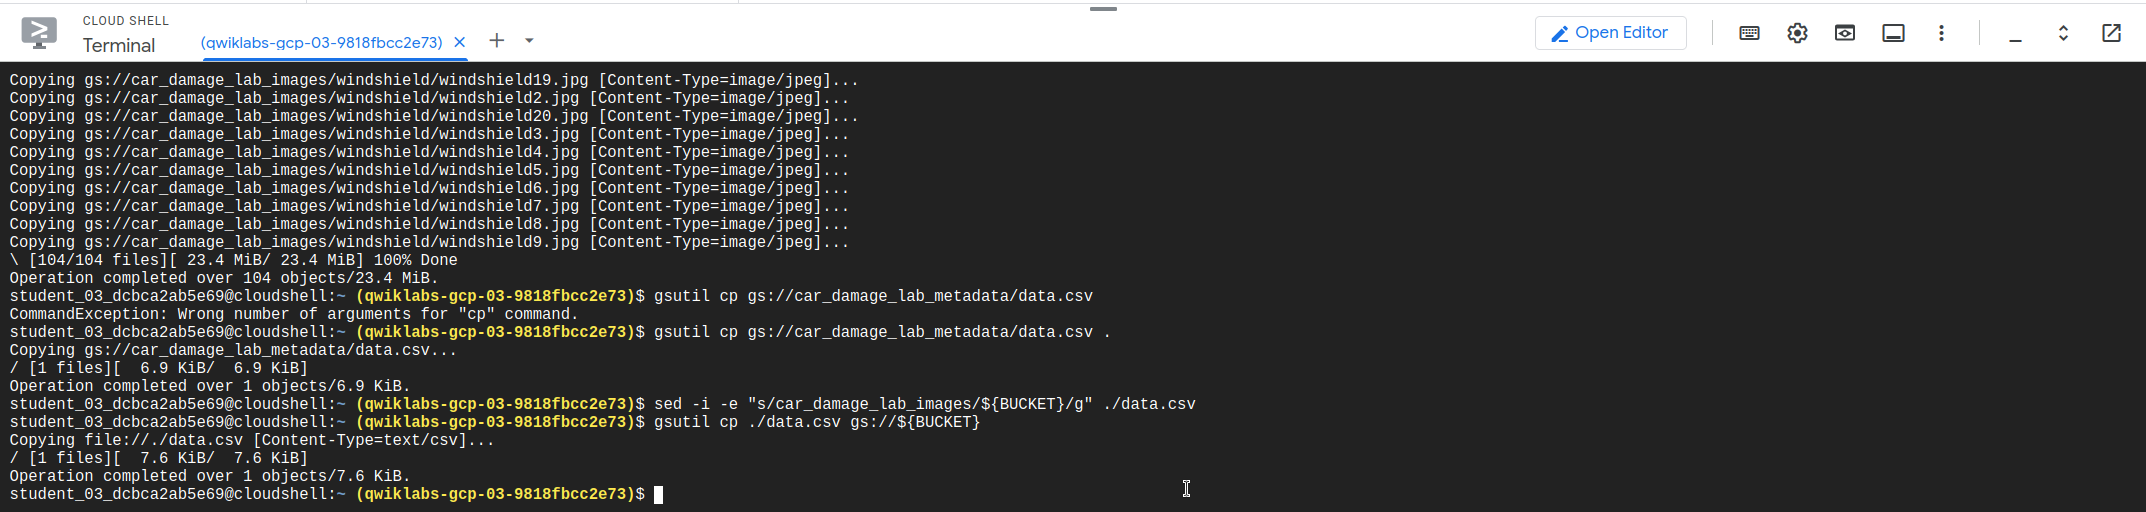 CLOUD SHELL
Terminal
(qwiklabs-gcp-03-9818fbcc2e73)
Open Editor
Copying gs://car_damage_lab_images/windshield/windshield19.jpg [Content-Type=image/jpeg]...
Copying gs://car_damage_lab_images/windshield/windshield2.jpg [Content-Type=image/jpeg]...
Copying gs://car_damage_lab_images/windshield/windshield20.jpg [Content-Type=image/jpeg]...
Copying gs://car_damage_lab_images/windshield/windshield3.jpg [Content-Type=image/jpeg]...
Copying gs://car_damage_lab_images/windshield/windshield4.jpg [Content-Type=image/jpeg]...
Copying gs://car_damage_lab_images/windshield/windshield5.jpg [Content-Type=image/jpeg]...
Copying gs://car_damage_lab_images/windshield/windshield6.jpg [Content-Type=image/jpeg]...
Copying gs://car_damage_lab_images/windshield/windshield7.jpg [Content-Type=image/jpeg]...
Copying gs://car_damage_lab_images/windshield/windshield8.jpg [Content-Type=image/jpeg]...
Copying gs://car_damage_lab_images/windshield/windshield9.jpg [Content-Type=image/jpeg]...
\ [104/104 files][ 23.4 MiB/ 23.4 MiB] 100% Done
Operation completed over 104 objects/23.4 MiB.
student_03_dcbca2ab5e69@cloudshell:~ (qwiklabs-gcp-03-9818fbcc2e73)$ gsutil cp gs://car_damage_lab_metadata/data.csv
CommandException: Wrong number of arguments for "cp" command.
student_03_dcbca2ab5e69@cloudshell:~ (qwiklabs-gcp-03-9818fbcc2e73)$ gsutil cp gs://car_damage_lab_metadata/data.csv .
Copying gs://car_damage_lab_metadata/data.csv...
/ [1 files][  6.9 KiB/  6.9 KiB]
Operation completed over 1 objects/6.9 KiB.
student_03_dcbca2ab5e69@cloudshell:~ (qwiklabs-gcp-03-9818fbcc2e73)$ sed -i -e "s/car_damage_lab_images/${BUCKET}/g" ./data.csv
student_03_dcbca2ab5e69@cloudshell:~ (qwiklabs-gcp-03-9818fbcc2e73)$ gsutil cp ./data.csv gs://${BUCKET}
Copying file://./data.csv [Content-Type=text/csv]...
/ [1 files][  7.6 KiB/  7.6 KiB]
Operation completed over 1 objects/7.6 KiB.
student_03_dcbca2ab5e69@cloudshell:~ (qwiklabs-gcp-03-9818fbcc2e73)$